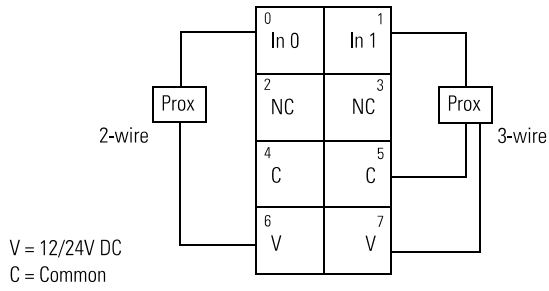 0 1
In 0 In 1
2 3
Prox NC NC Prox
2-wire 3-wire
4 5
C C
6 7
V V
V = 12/24V DC
C = Common